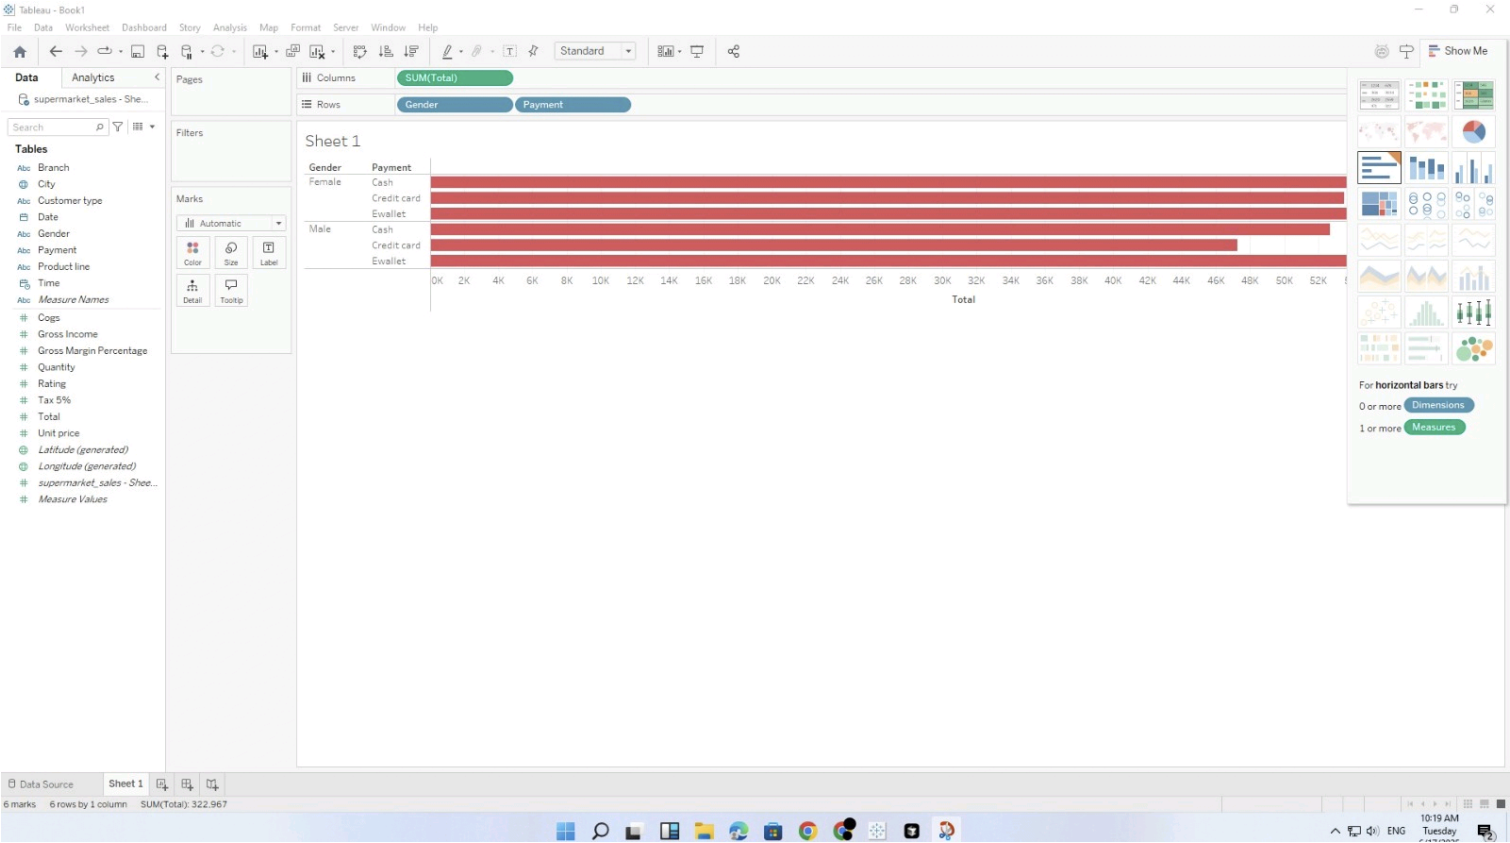 Tableau - Book1
File Data Worksheet Dashboard Story Analysis Map Format Server Window Help
Standard
Show Me
Data Analytics
supermarket_sales - She...
Search
Tables
Abc Branch
City
Abc Customer type
Date
Abc Gender
Abc Payment
Abc Product line
Time
Abc Measure Names
# Cogs
# Gross Income
# Gross Margin Percentage
# Quantity
# Rating
# Tax 5%
# Total
# Unit price
Latitude (generated)
Longitude (generated)
# supermarket_sales - Shee...
# Measure Values
Pages
Filters
Marks
Automatic
Color Size Label
Detail Tooltip
Columns SUM(Total)
Rows Gender Payment
Sheet 1
Gender Payment
Female Cash
Credit card
Ewallet
Male Cash
Credit card
Ewallet
0K 2K 4K 6K 8K 10K 12K 14K 16K 18K 20K 22K 24K 26K 28K 30K 32K 34K 36K 38K 40K 42K 44K 46K 48K 50K 52K
Total
For horizontal bars try
0 or more Dimensions
1 or more Measures
Data Source Sheet 1
6 marks 6 rows by 1 column SUM(Total): 322,967
ENG
10:19 AM
Tuesday